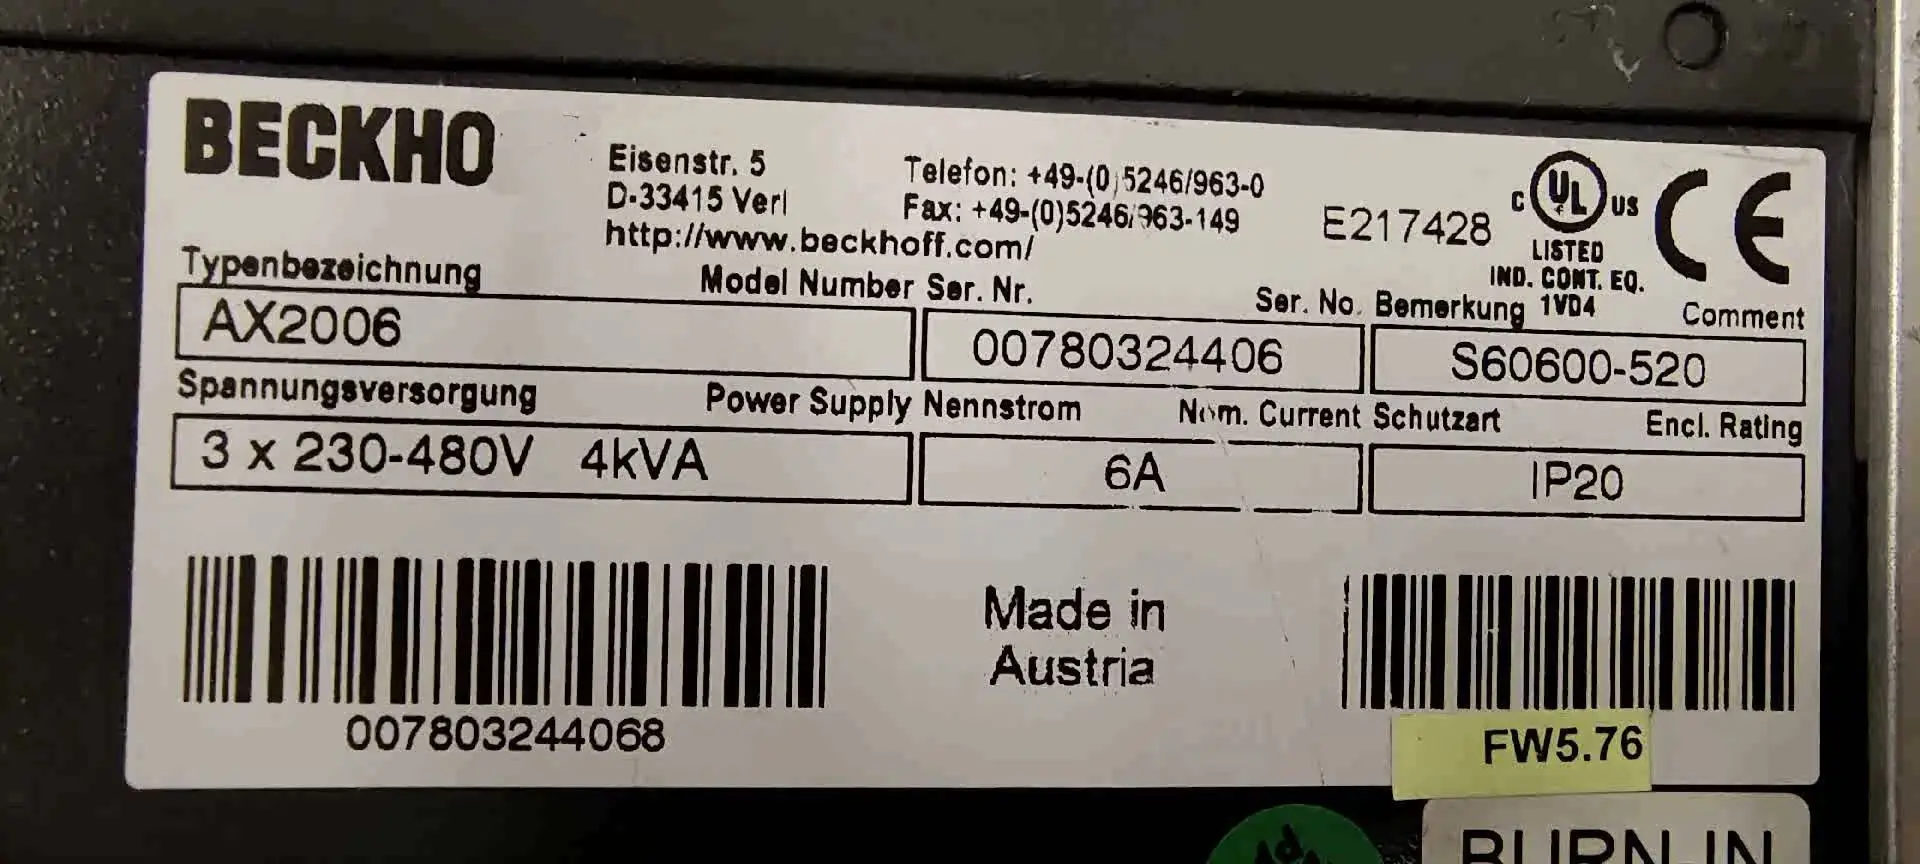 BECKHO
Eisenstr. 5
D-33415 Verl
http://www.beckhoff.com/
Telefon: +49-(0)5246/963-0
Fax: +49-(0)5246/963-149
E217428
C UL US
LISTED
IND. CONT. EQ.
1VD4
CE
Typenbezeichnung Model Number
AX2006
Ser. Nr. Ser. No.
00780324406
Bemerkung Comment
S60600-520
Spannungsversorgung Power Supply
3 x 230-480V 4kVA
Nennstrom Nom. Current
6A
Schutzart Encl. Rating
IP20
007803244068
Made in
Austria
FW5.76
BURN IN